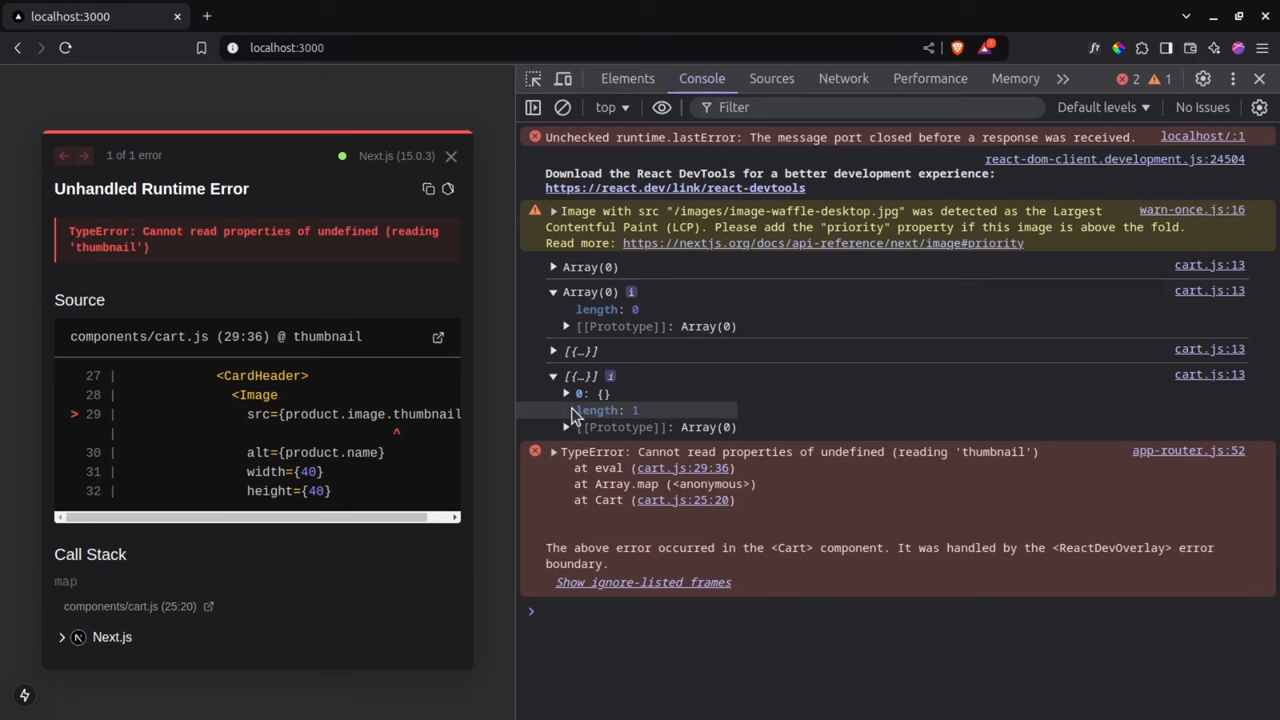 localhost:3000
localhost:3000
1
1 of 1 error
Next.js (15.0.3)
Unhandled Runtime Error
TypeError: Cannot read properties of undefined (reading
'thumbnail')
Source
components/cart.js (29:36) @ thumbnail
27 | <CardHeader>
28 | <Image
> 29 | src={product.image.thumbnail
| ^
30 | alt={product.name}
31 | width={40}
32 | height={40}
Call Stack
map
components/cart.js (25:20)
N Next.js
Elements Console Sources Network Performance Memory 2 1
top Filter Default levels No Issues
Unchecked runtime.lastError: The message port closed before a response was received. localhost/:1
react-dom-client.development.js:24504
Download the React DevTools for a better development experience:
https://react.dev/link/react-devtools
Image with src "/images/image-waffle-desktop.jpg" was detected as the Largest warn-once.js:16
Contentful Paint (LCP). Please add the "priority" property if this image is above the fold.
Read more: https://nextjs.org/docs/api-reference/next/image#priority
Array(0) cart.js:13
Array(0) i cart.js:13
length: 0
[[Prototype]]: Array(0)
[{…}] cart.js:13
[{…}] i cart.js:13
0: {}
length: 1
[[Prototype]]: Array(0)
TypeError: Cannot read properties of undefined (reading 'thumbnail') app-router.js:52
at eval (cart.js:29:36)
at Array.map (<anonymous>)
at Cart (cart.js:25:20)
The above error occurred in the <Cart> component. It was handled by the <ReactDevOverlay> error
boundary.
Show ignore-listed frames